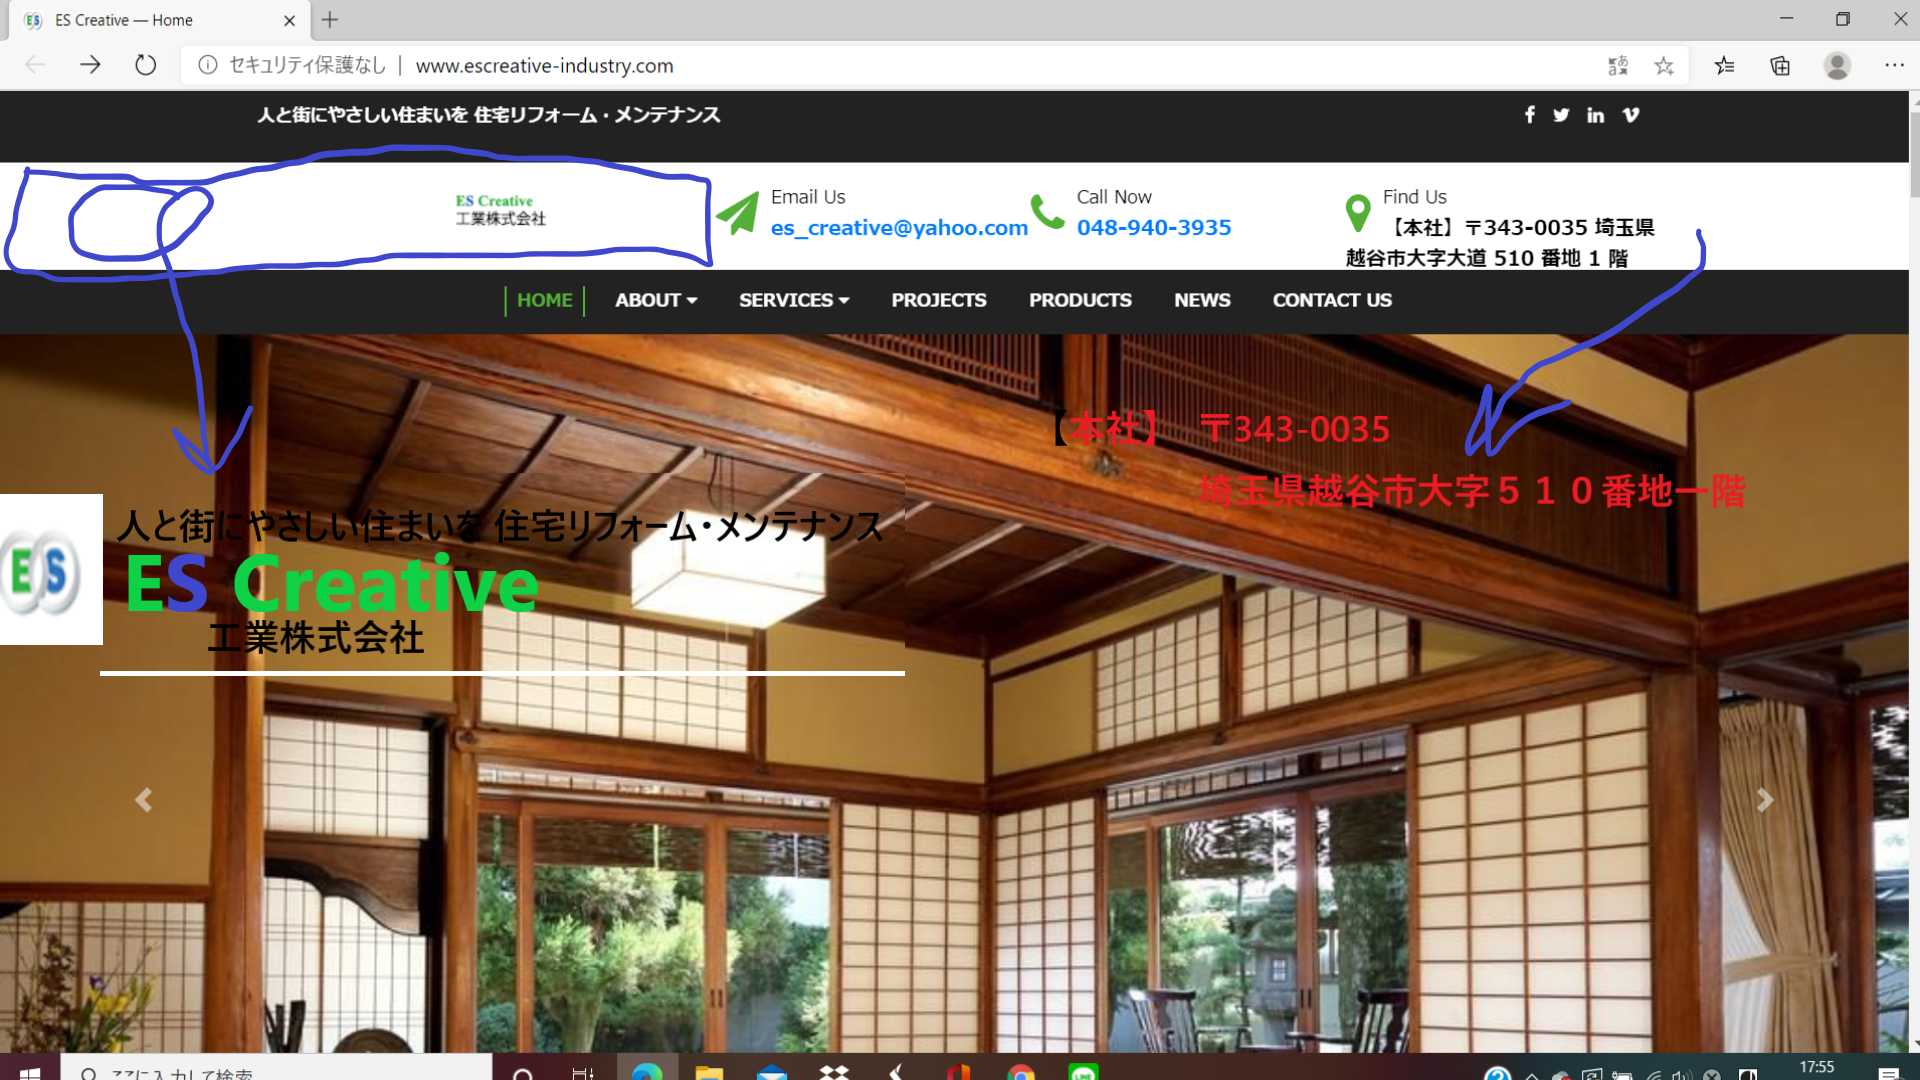 ES
ES Creative — Home
セキュリティ保護なし | www.escreative-industry.com
人と街にやさしい住まいを 住宅リフォーム・メンテナンス
ES Creative
工業株式会社
Email Us
es_creative@yahoo.com
Call Now
048-940-3935
Find Us
【本社】〒343-0035 埼玉県
越谷市大字大道 510 番地 1 階
HOME
ABOUT
SERVICES
PROJECTS
PRODUCTS
NEWS
CONTACT US
【本社】 〒343-0035
埼玉県越谷市大字５１０番地一階
ES
人と街にやさしい住まいを 住宅リフォーム・メンテナンス
ES Creative
工業株式会社
ここに入力して検索
LINE
17:55